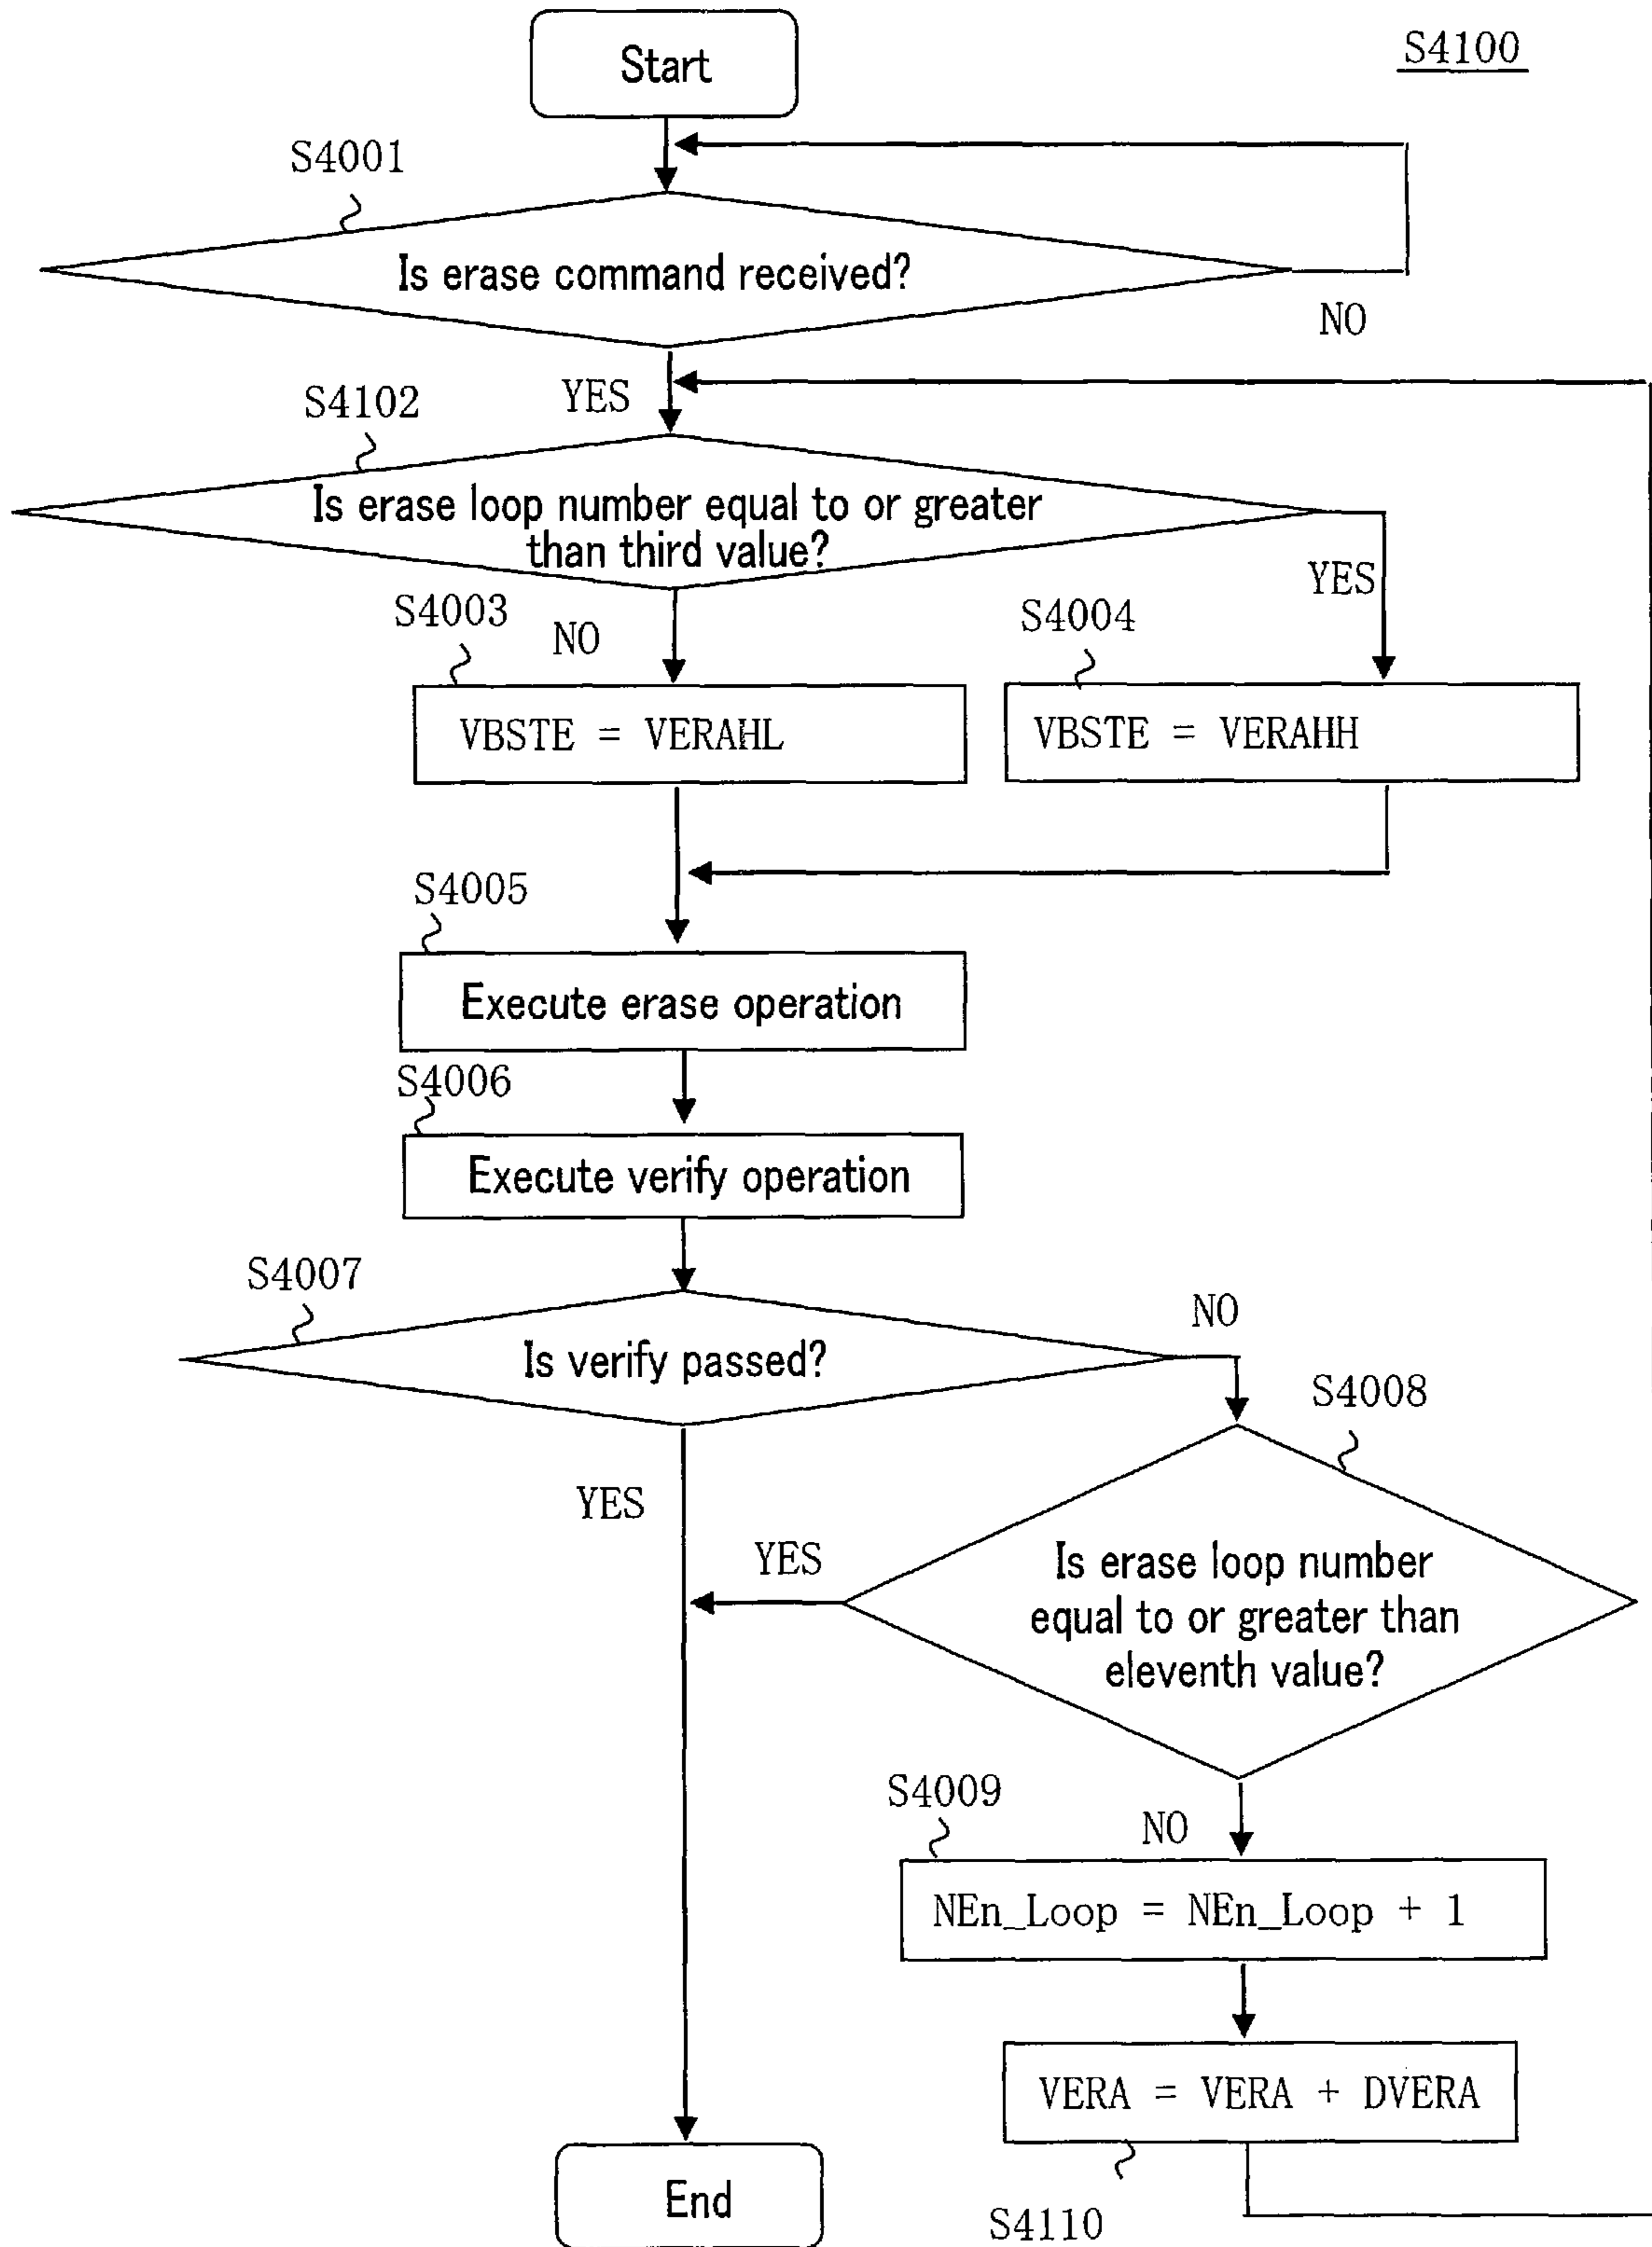 Start
S4100
S4001
Is erase command received?
NO
YES
S4102
Is erase loop number equal to or greater
than third value?
YES
S4003
NO
S4004
VBSTE = VERAHL
VBSTE = VERAHH
S4005
Execute erase operation
S4006
Execute verify operation
S4007
NO
Is verify passed?
S4008
YES
YES
Is erase loop number
equal to or greater than
eleventh value?
S4009
NO
NEn_Loop = NEn_Loop + 1
VERA = VERA + DVERA
End
S4110